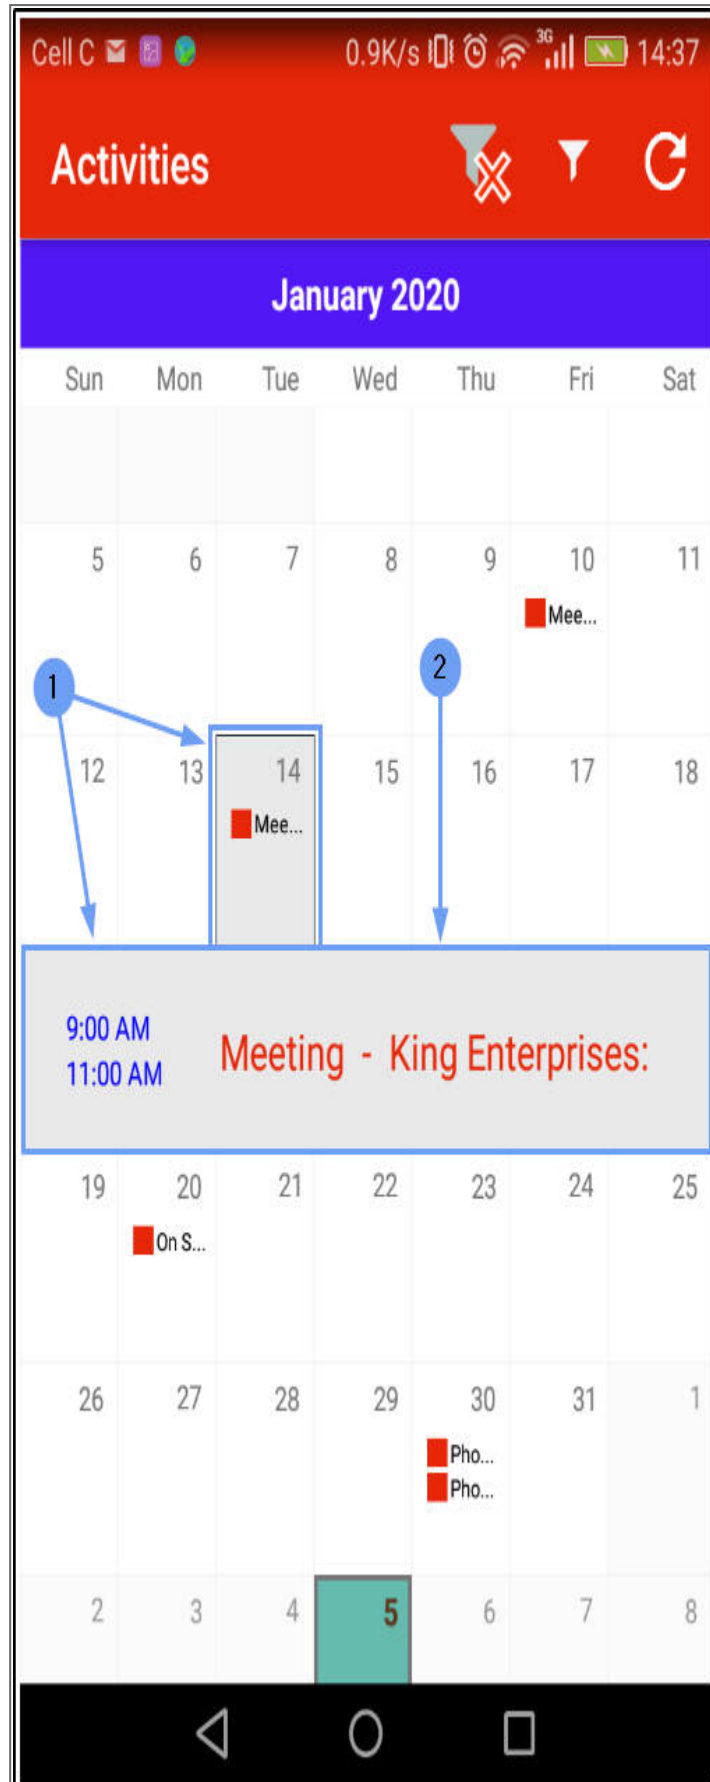 Cell C 0.9K/s 3G 14:37
Activities
January 2020
Sun Mon Tue Wed Thu Fri Sat
5 6 7 8 9 10 11
Mee...
1 2
12 13 14 15 16 17 18
Mee...
9:00 AM
11:00 AM
Meeting - King Enterprises:
19 20 21 22 23 24 25
On S...
26 27 28 29 30 31 1
Pho...
Pho...
2 3 4 5 6 7 8